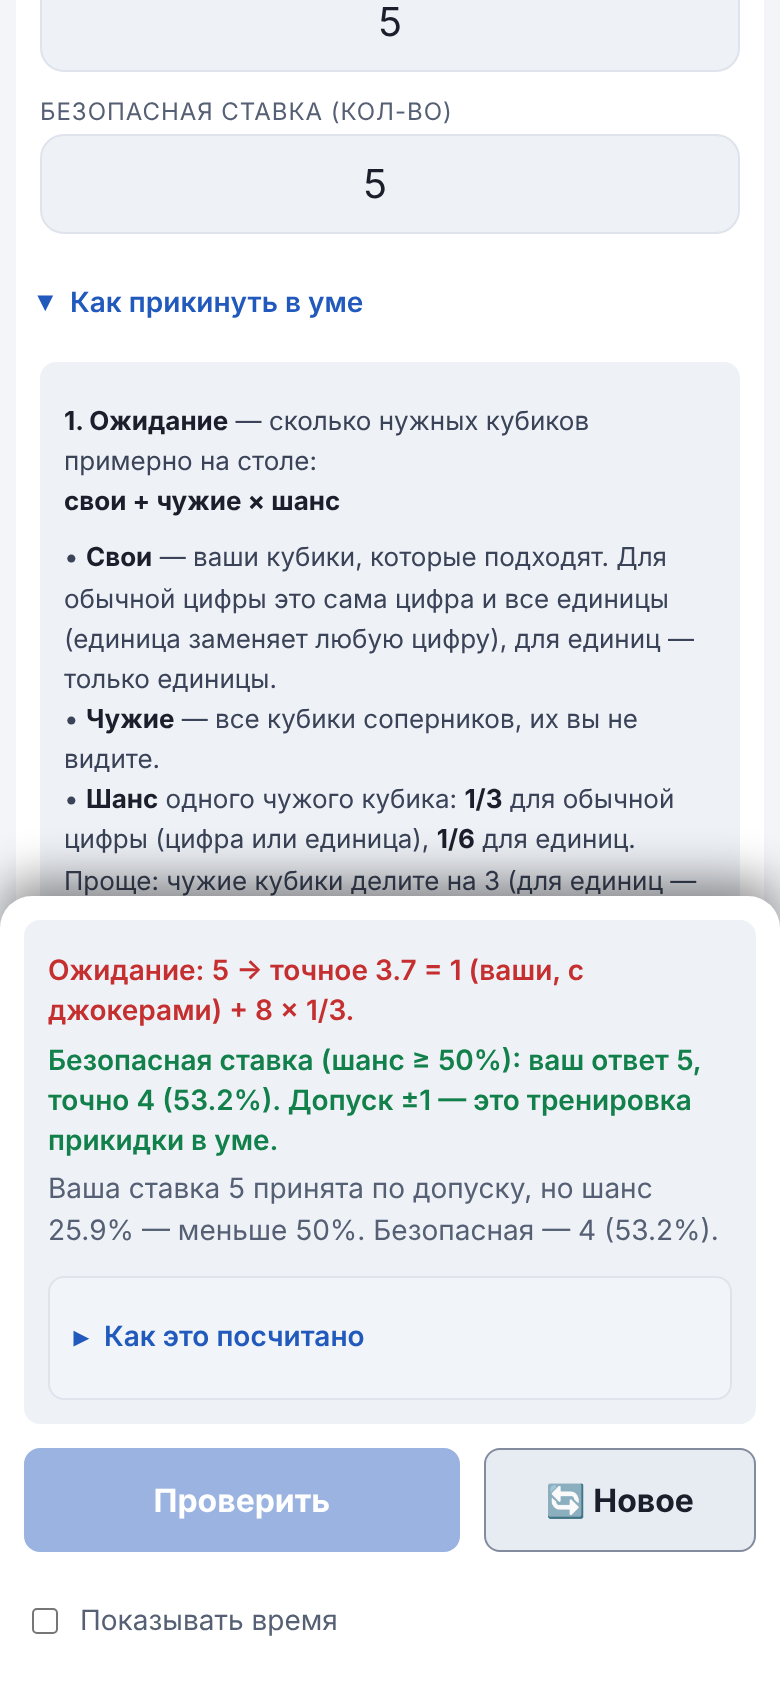 5
БЕЗОПАСНАЯ СТАВКА (КОЛ-ВО)
5
▼ Как прикинуть в уме
1. Ожидание — сколько нужных кубиков
примерно на столе:
свои + чужие × шанс
• Свои — ваши кубики, которые подходят. Для
обычной цифры это сама цифра и все единицы
(единица заменяет любую цифру), для единиц —
только единицы.
• Чужие — все кубики соперников, их вы не
видите.
• Шанс одного чужого кубика: 1/3 для обычной
цифры (цифра или единица), 1/6 для единиц.
Проще: чужие кубики делите на 3 (для единиц —
Ожидание: 5 → точное 3.7 = 1 (ваши, с
джокерами) + 8 × 1/3.
Безопасная ставка (шанс ≥ 50%): ваш ответ 5,
точно 4 (53.2%). Допуск ±1 — это тренировка
прикидки в уме.
Ваша ставка 5 принята по допуску, но шанс
25.9% — меньше 50%. Безопасная — 4 (53.2%).
▶ Как это посчитано
Проверить
🔄 Новое
Показывать время